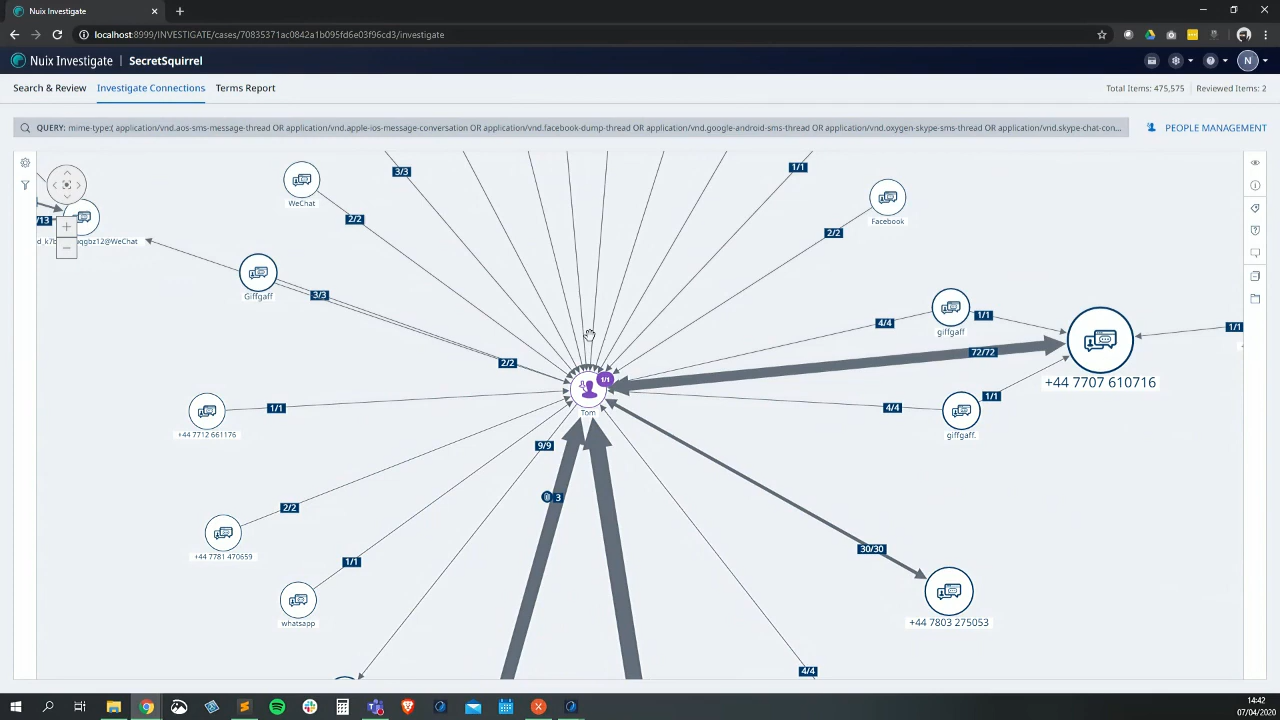 Nuix Investigate
localhost:8999/INVESTIGATE/cases/70835371ac0842a1b095fd6e03f96cd3/investigate
Nuix Investigate | SecretSquirrel
N
Search & Review
Investigate Connections
Terms Report
Total Items: 475,575
Reviewed Items: 2
QUERY: mime-type:( application/vnd.aos-sms-message-thread OR application/vnd.apple-ios-message-conversation OR application/vnd.facebook-dump-thread OR application/vnd.google-android-sms-thread OR application/vnd.oxygen-skype-sms-thread OR application/vnd.skype-chat-con...
PEOPLE MANAGEMENT
3/3
1/1
WeChat
2/2
Facebook
2/2
/13
@WeChat
Giffgaff
3/3
4/4
giffgaff
1/1
1/1
72/72
2/2
+44 7707 610716
1/1
Tom
1/1
+44 7712 661176
1/1
4/4
giffgaff.
9/9
3
2/2
+44 7781 470659
1/1
30/30
whatsapp
+44 7803 275053
4/4
14:42
07/04/2020